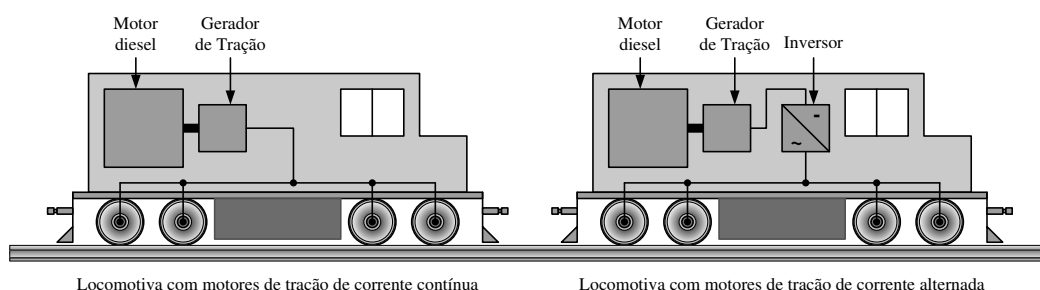 Motor
diesel
Gerador
de Tração
Motor
diesel
Gerador
de Tração
Inversor
-
~
Locomotiva com motores de tração de corrente contínua
Locomotiva com motores de tração de corrente alternada